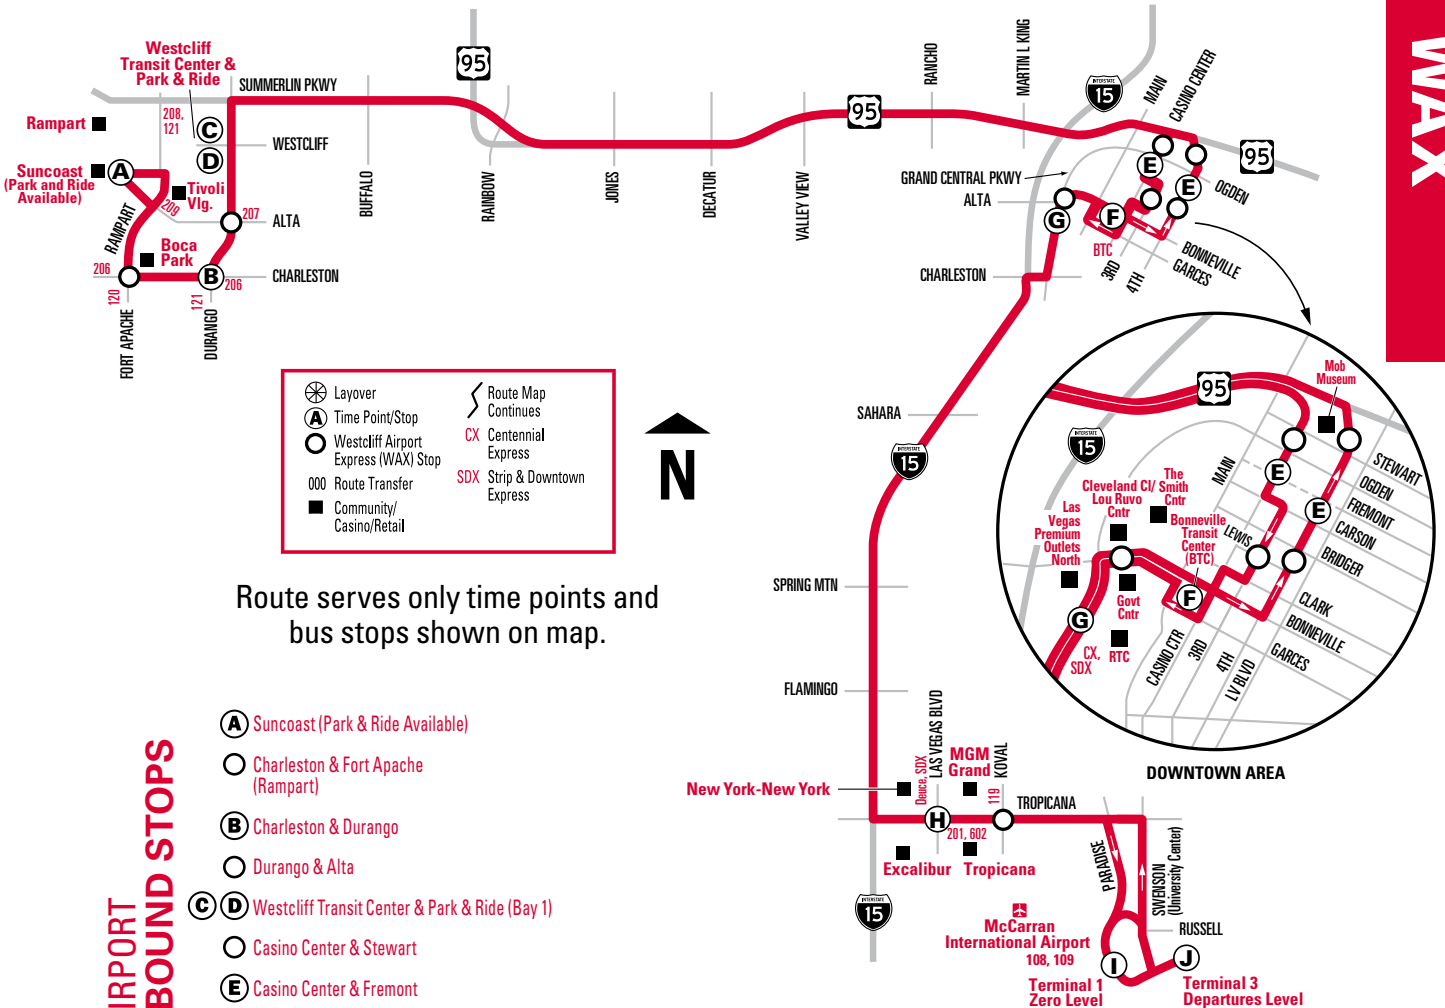 WAX
Westcliff
Transit Center &
Park & Ride
SUMMERLIN PKWY
95
208,
121
C
D
WESTCLIFF
Rampart
Suncoast
(Park and Ride
Available)
A
Tivoli
Vlg.
209
207
ALTA
RAMPART
Boca
Park
206
B
206
CHARLESTON
120
121
FORT APACHE
DURANGO
BUFFALO
RAINBOW
JONES
DECATUR
VALLEY VIEW
95
RANCHO
MARTIN L KING
INTERSTATE
15
MAIN
CASINO CENTER
95
E
E
OGDEN
GRAND CENTRAL PKWY
ALTA
G
F
BTC
3RD
4TH
BONNEVILLE
GARCES
CHARLESTON
SAHARA
INTERSTATE
15
SPRING MTN
FLAMINGO
Layover
A Time Point/Stop
Westcliff Airport
Express (WAX) Stop
000 Route Transfer
Community/
Casino/Retail
Route Map
Continues
CX Centennial
Express
SDX Strip & Downtown
Express
N
Route serves only time points and
bus stops shown on map.
95
Mob
Museum
INTERSTATE
15
MAIN
STEWART
OGDEN
FREMONT
CARSON
BRIDGER
CLARK
BONNEVILLE
GARCES
E
E
Cleveland Cl/
Lou Ruvo
Cntr
The
Smith
Cntr
Las
Vegas
Premium
Outlets
North
Bonneville
Transit
Center
(BTC)
LEWIS
F
Govt
Cntr
G
CX,
SDX
RTC
CASINO CTR
3RD
4TH
LV BLVD
DOWNTOWN AREA
New York-New York
Deuce, SDX
LAS VEGAS BLVD
MGM
Grand
119
KOVAL
TROPICANA
H
201, 602
Excalibur
Tropicana
INTERSTATE
15
PARADISE
SWENSON
(University Center)
RUSSELL
McCarran
International Airport
108, 109
I
J
Terminal 1
Zero Level
Terminal 3
Departures Level
IRPORT
BOUND STOPS
A Suncoast (Park & Ride Available)
Charleston & Fort Apache
(Rampart)
B Charleston & Durango
Durango & Alta
C D Westcliff Transit Center & Park & Ride (Bay 1)
Casino Center & Stewart
E Casino Center & Fremont